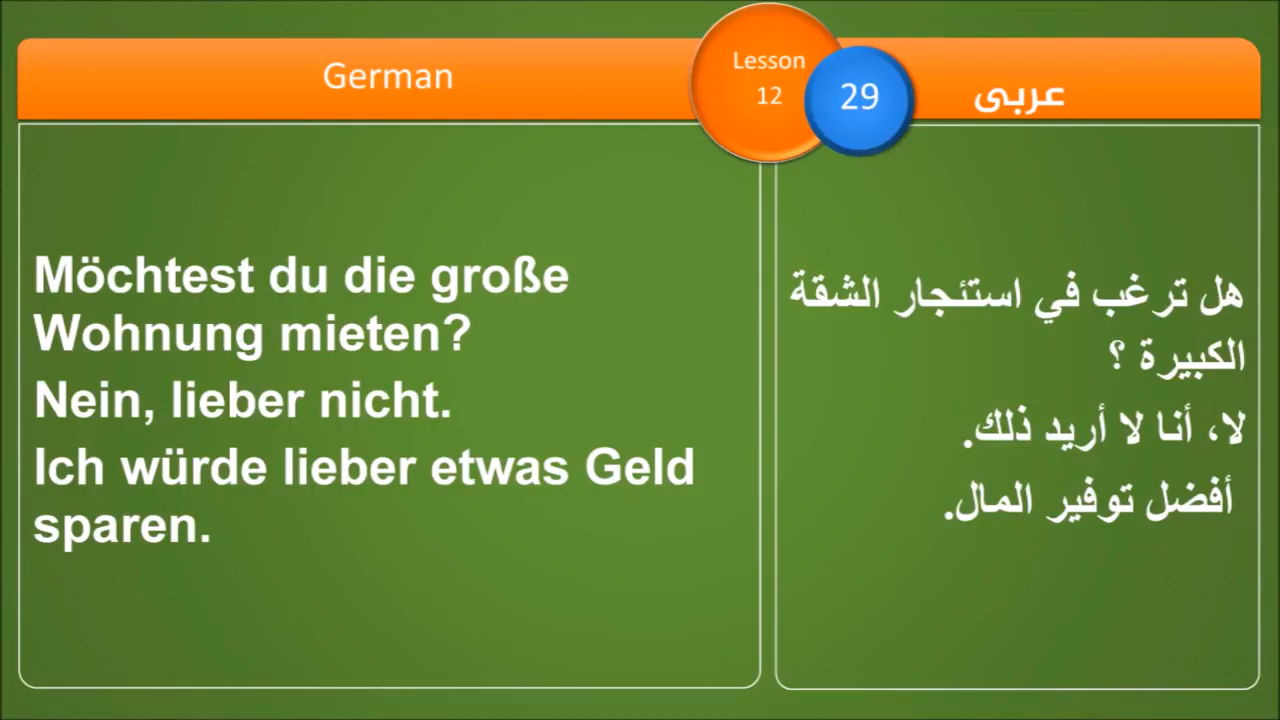 German
Lesson
12
29
عربى
Möchtest du die große
Wohnung mieten?
Nein, lieber nicht.
Ich würde lieber etwas Geld
sparen.
هل ترغب في استئجار الشقة
الكبيرة ؟
لا، أنا لا أريد ذلك.
أفضل توفير المال.